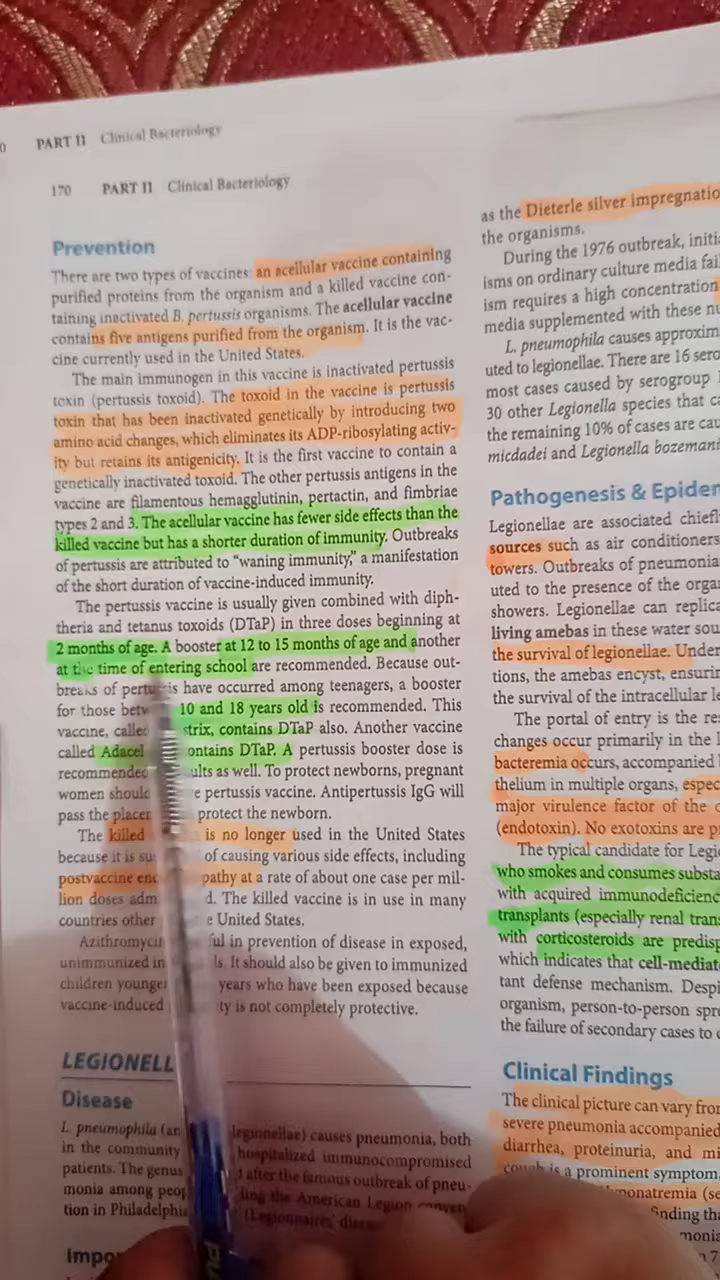 0 PART II Clinical Bacteriology
170 PART II Clinical Bacteriology
Prevention
There are two types of vaccines: an acellular vaccine containing
purified proteins from the organism and a killed vaccine con-
taining inactivated B. pertussis organisms. The acellular vaccine
contains five antigens purified from the organism. It is the vac-
cine currently used in the United States.
The main immunogen in this vaccine is inactivated pertussis
toxin (pertussis toxoid). The toxoid in the vaccine is pertussis
toxin that has been inactivated genetically by introducing two
amino acid changes, which eliminates its ADP-ribosylating activ-
ity but retains its antigenicity. It is the first vaccine to contain a
genetically inactivated toxoid. The other pertussis antigens in the
vaccine are filamentous hemagglutinin, pertactin, and fimbriae
types 2 and 3. The acellular vaccine has fewer side effects than the
killed vaccine but has a shorter duration of immunity. Outbreaks
of pertussis are attributed to “waning immunity,” a manifestation
of the short duration of vaccine-induced immunity.
The pertussis vaccine is usually given combined with diph-
theria and tetanus toxoids (DTaP) in three doses beginning at
2 months of age. A booster at 12 to 15 months of age and another
at the time of entering school are recommended. Because out-
breaks of pertussis have occurred among teenagers, a booster
for those betw 10 and 18 years old is recommended. This
vaccine, called strix, contains DTaP also. Another vaccine
called Adacel ontains DTaP. A pertussis booster dose is
recommended ults as well. To protect newborns, pregnant
women should e pertussis vaccine. Antipertussis IgG will
pass the placen protect the newborn.
The killed is no longer used in the United States
because it is su of causing various side effects, including
postvaccine enc pathy at a rate of about one case per mil-
lion doses adm d. The killed vaccine is in use in many
countries other e United States.
Azithromycin ful in prevention of disease in exposed,
unimmunized in ls. It should also be given to immunized
children younger years who have been exposed because
vaccine-induced ty is not completely protective.
LEGIONELL
Disease
L. pneumophila (an legionellae) causes pneumonia, both
in the community hospitalized immunocompromised
patients. The genus after the famous outbreak of pneu-
monia among peop ing the American Legion conven
tion in Philadelphia (Legionnaires' disea
Impor
as the Dieterle silver impregnatio
the organisms.
During the 1976 outbreak, initi
isms on ordinary culture media fai
ism requires a high concentration
media supplemented with these nu
L. pneumophila causes approxim
uted to legionellae. There are 16 sero
most cases caused by serogroup 1
30 other Legionella species that ca
the remaining 10% of cases are cau
micdadei and Legionella bozemani
Pathogenesis & Epidem
Legionellae are associated chiefl
sources such as air conditioners
towers. Outbreaks of pneumonia
uted to the presence of the orga
showers. Legionellae can replica
living amebas in these water sou
the survival of legionellae. Under
tions, the amebas encyst, ensurin
the survival of the intracellular le
The portal of entry is the re
changes occur primarily in the l
bacteremia occurs, accompanied
thelium in multiple organs, espec
major virulence factor of the o
(endotoxin). No exotoxins are p
The typical candidate for Legi
who smokes and consumes substa
with acquired immunodeficienc
transplants (especially renal tran
with corticosteroids are predisp
which indicates that cell-mediat
tant defense mechanism. Despi
organism, person-to-person spre
the failure of secondary cases to o
Clinical Findings
The clinical picture can vary from
severe pneumonia accompanied
diarrhea, proteinuria, and mi
cough is a prominent symptom,
yponatremia (se
finding tha
monia